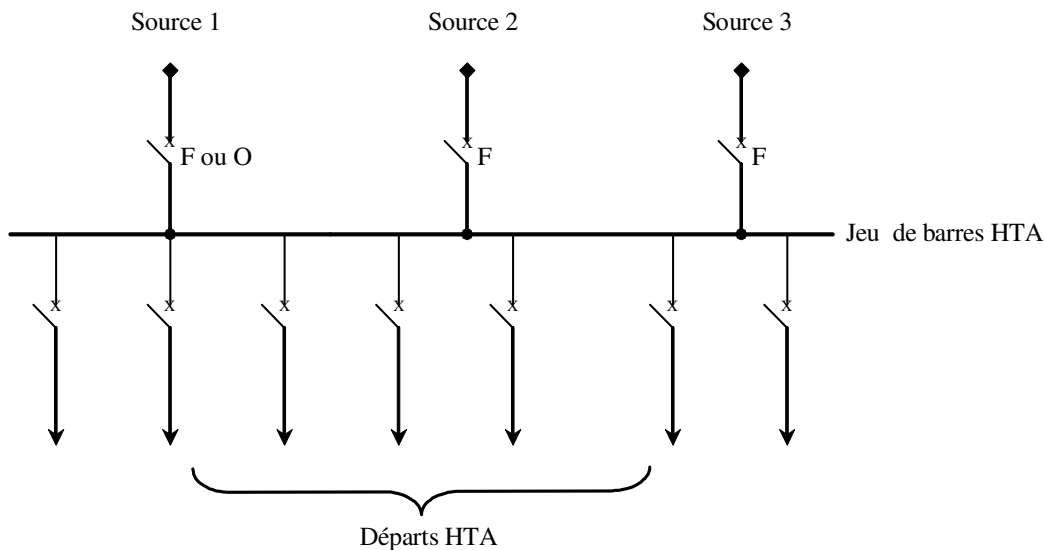 Source 1
Source 2
Source 3
F ou O
F
F
Jeu de barres HTA
Départs HTA